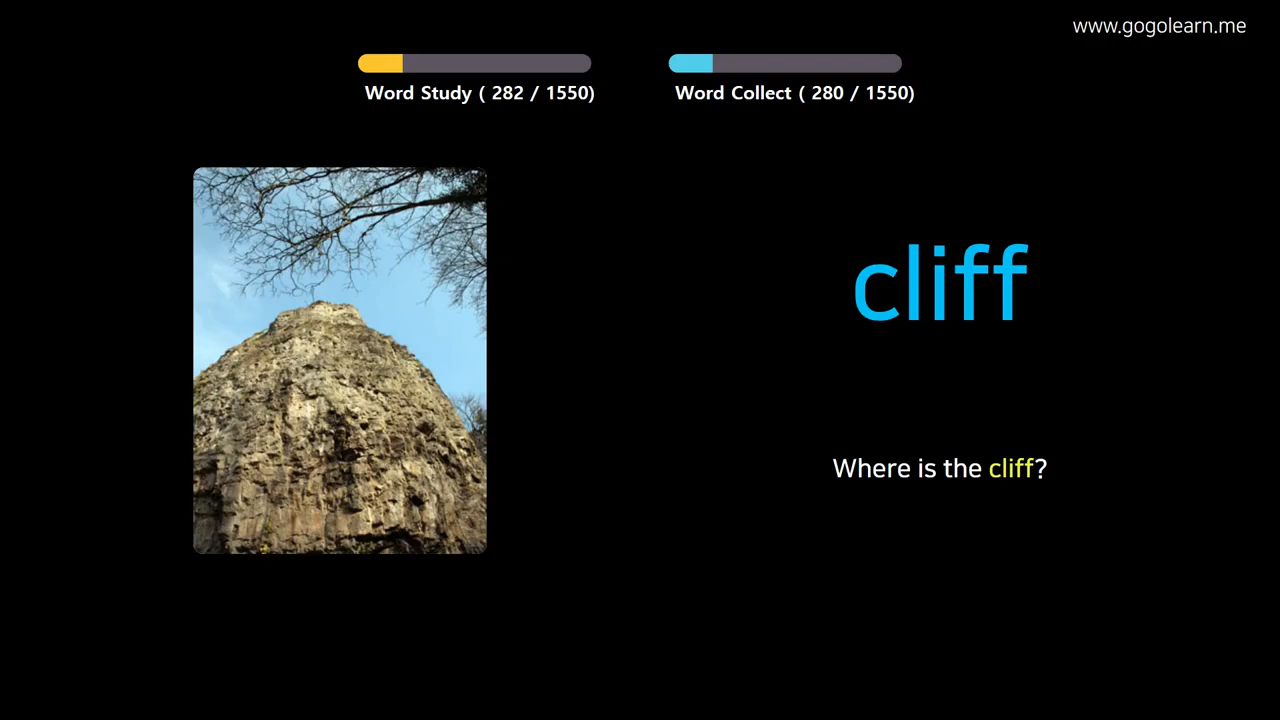 www.gogolearn.me
Word Study ( 282 / 1550)
Word Collect ( 280 / 1550)
cliff
Where is the cliff?